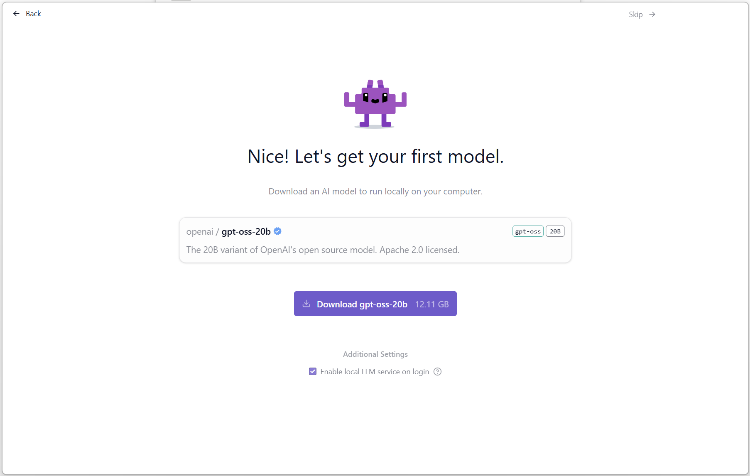 Back
Skip
Nice! Let's get your first model.
Download an AI model to run locally on your computer.
openai / gpt-oss-20b
gpt-oss
20B
The 20B variant of OpenAI's open source model. Apache 2.0 licensed.
Download gpt-oss-20b 12.11 GB
Additional Settings
Enable local LLM service on login